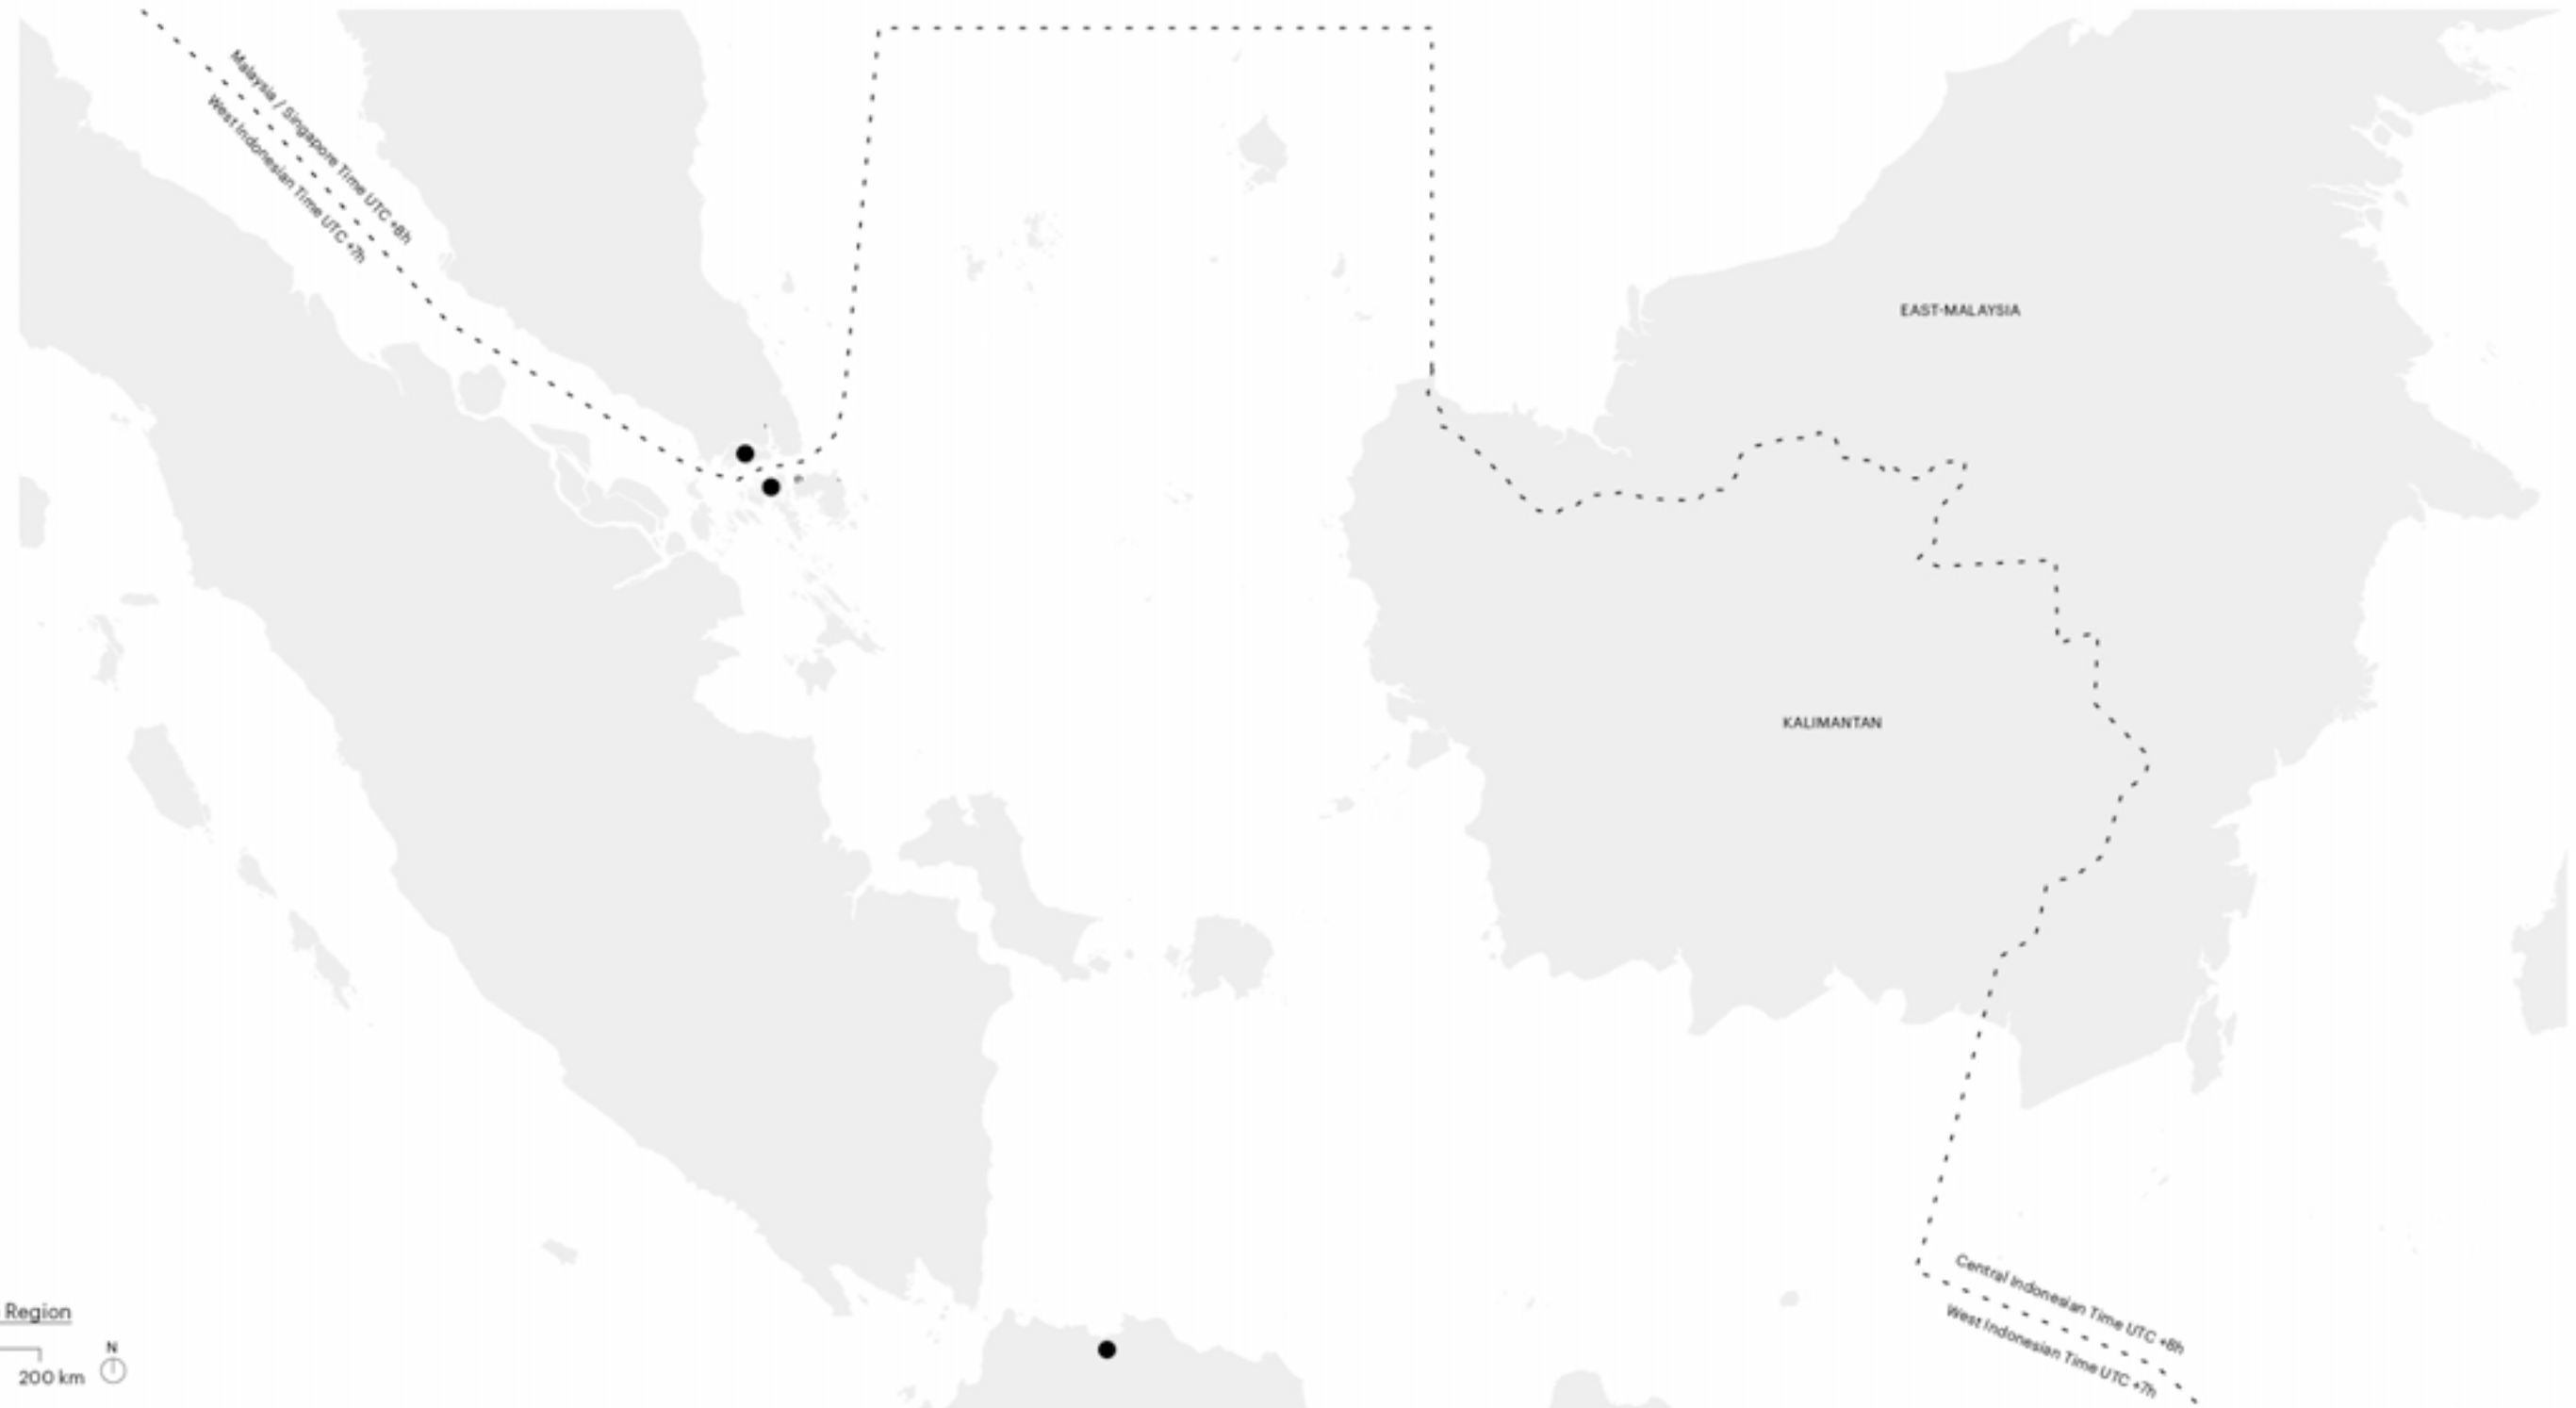 Malaysia / Singapore Time UTC +8h
West Indonesian Time UTC +7h
EAST-MALAYSIA
KALIMANTAN
Central Indonesian Time UTC +8h
West Indonesian Time UTC +7h
Region
200 km
N